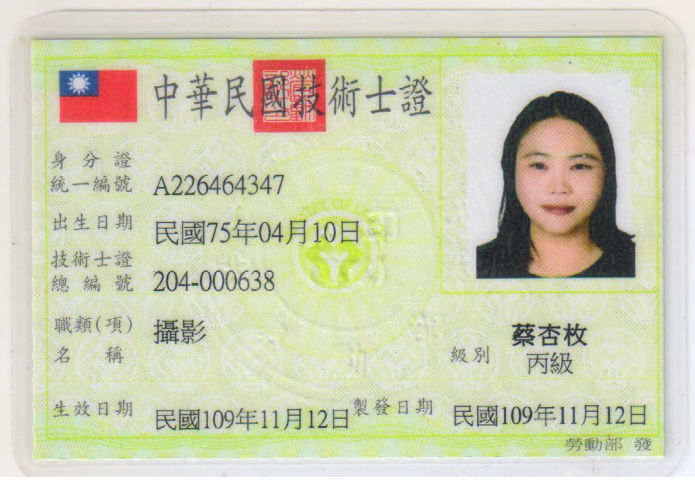 中華民國技術士證
身分證
統一編號 A226464347
出生日期 民國75年04月10日
技術士證
總編號 204-000638
職類(項)
名稱 攝影
蔡杏枚
級別 丙級
生效日期 民國109年11月12日 製發日期 民國109年11月12日
勞動部 發